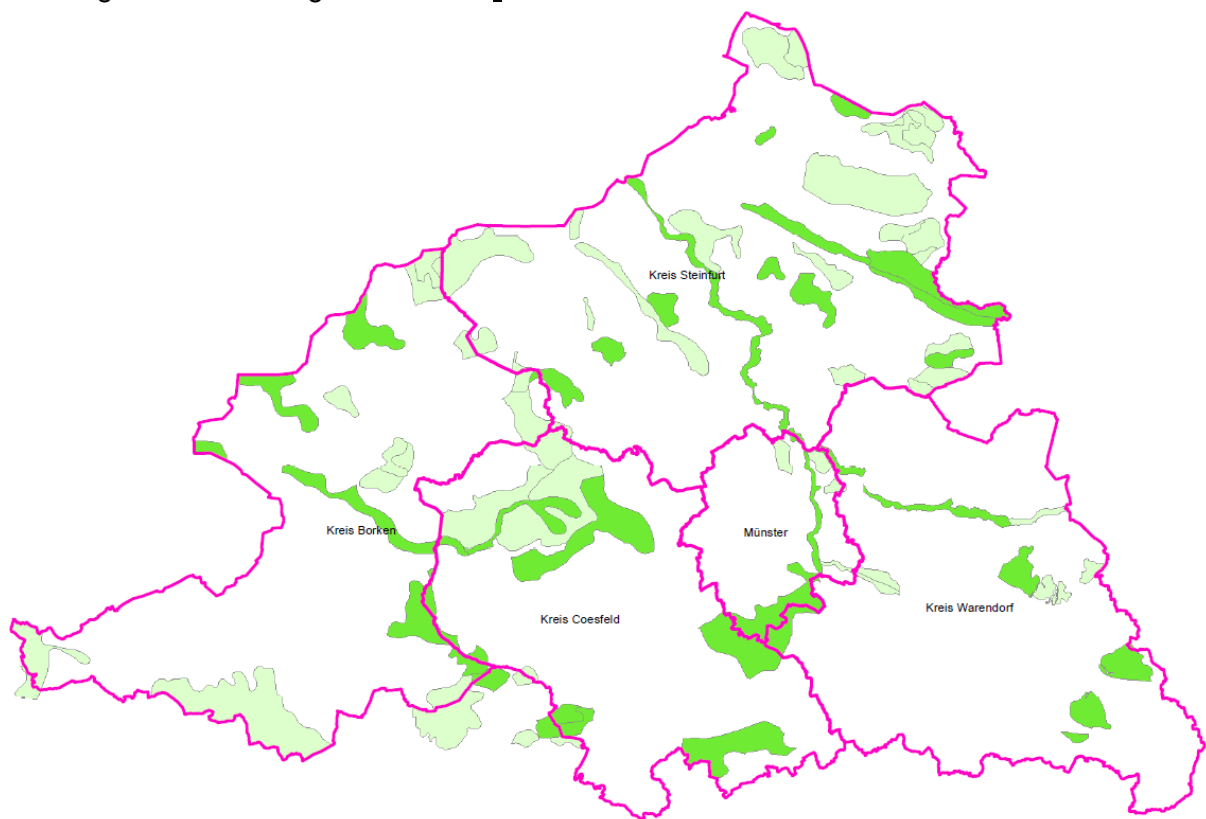 Kreis Steinfurt
Kreis Borken
Münster
Kreis Coesfeld
Kreis Warendorf